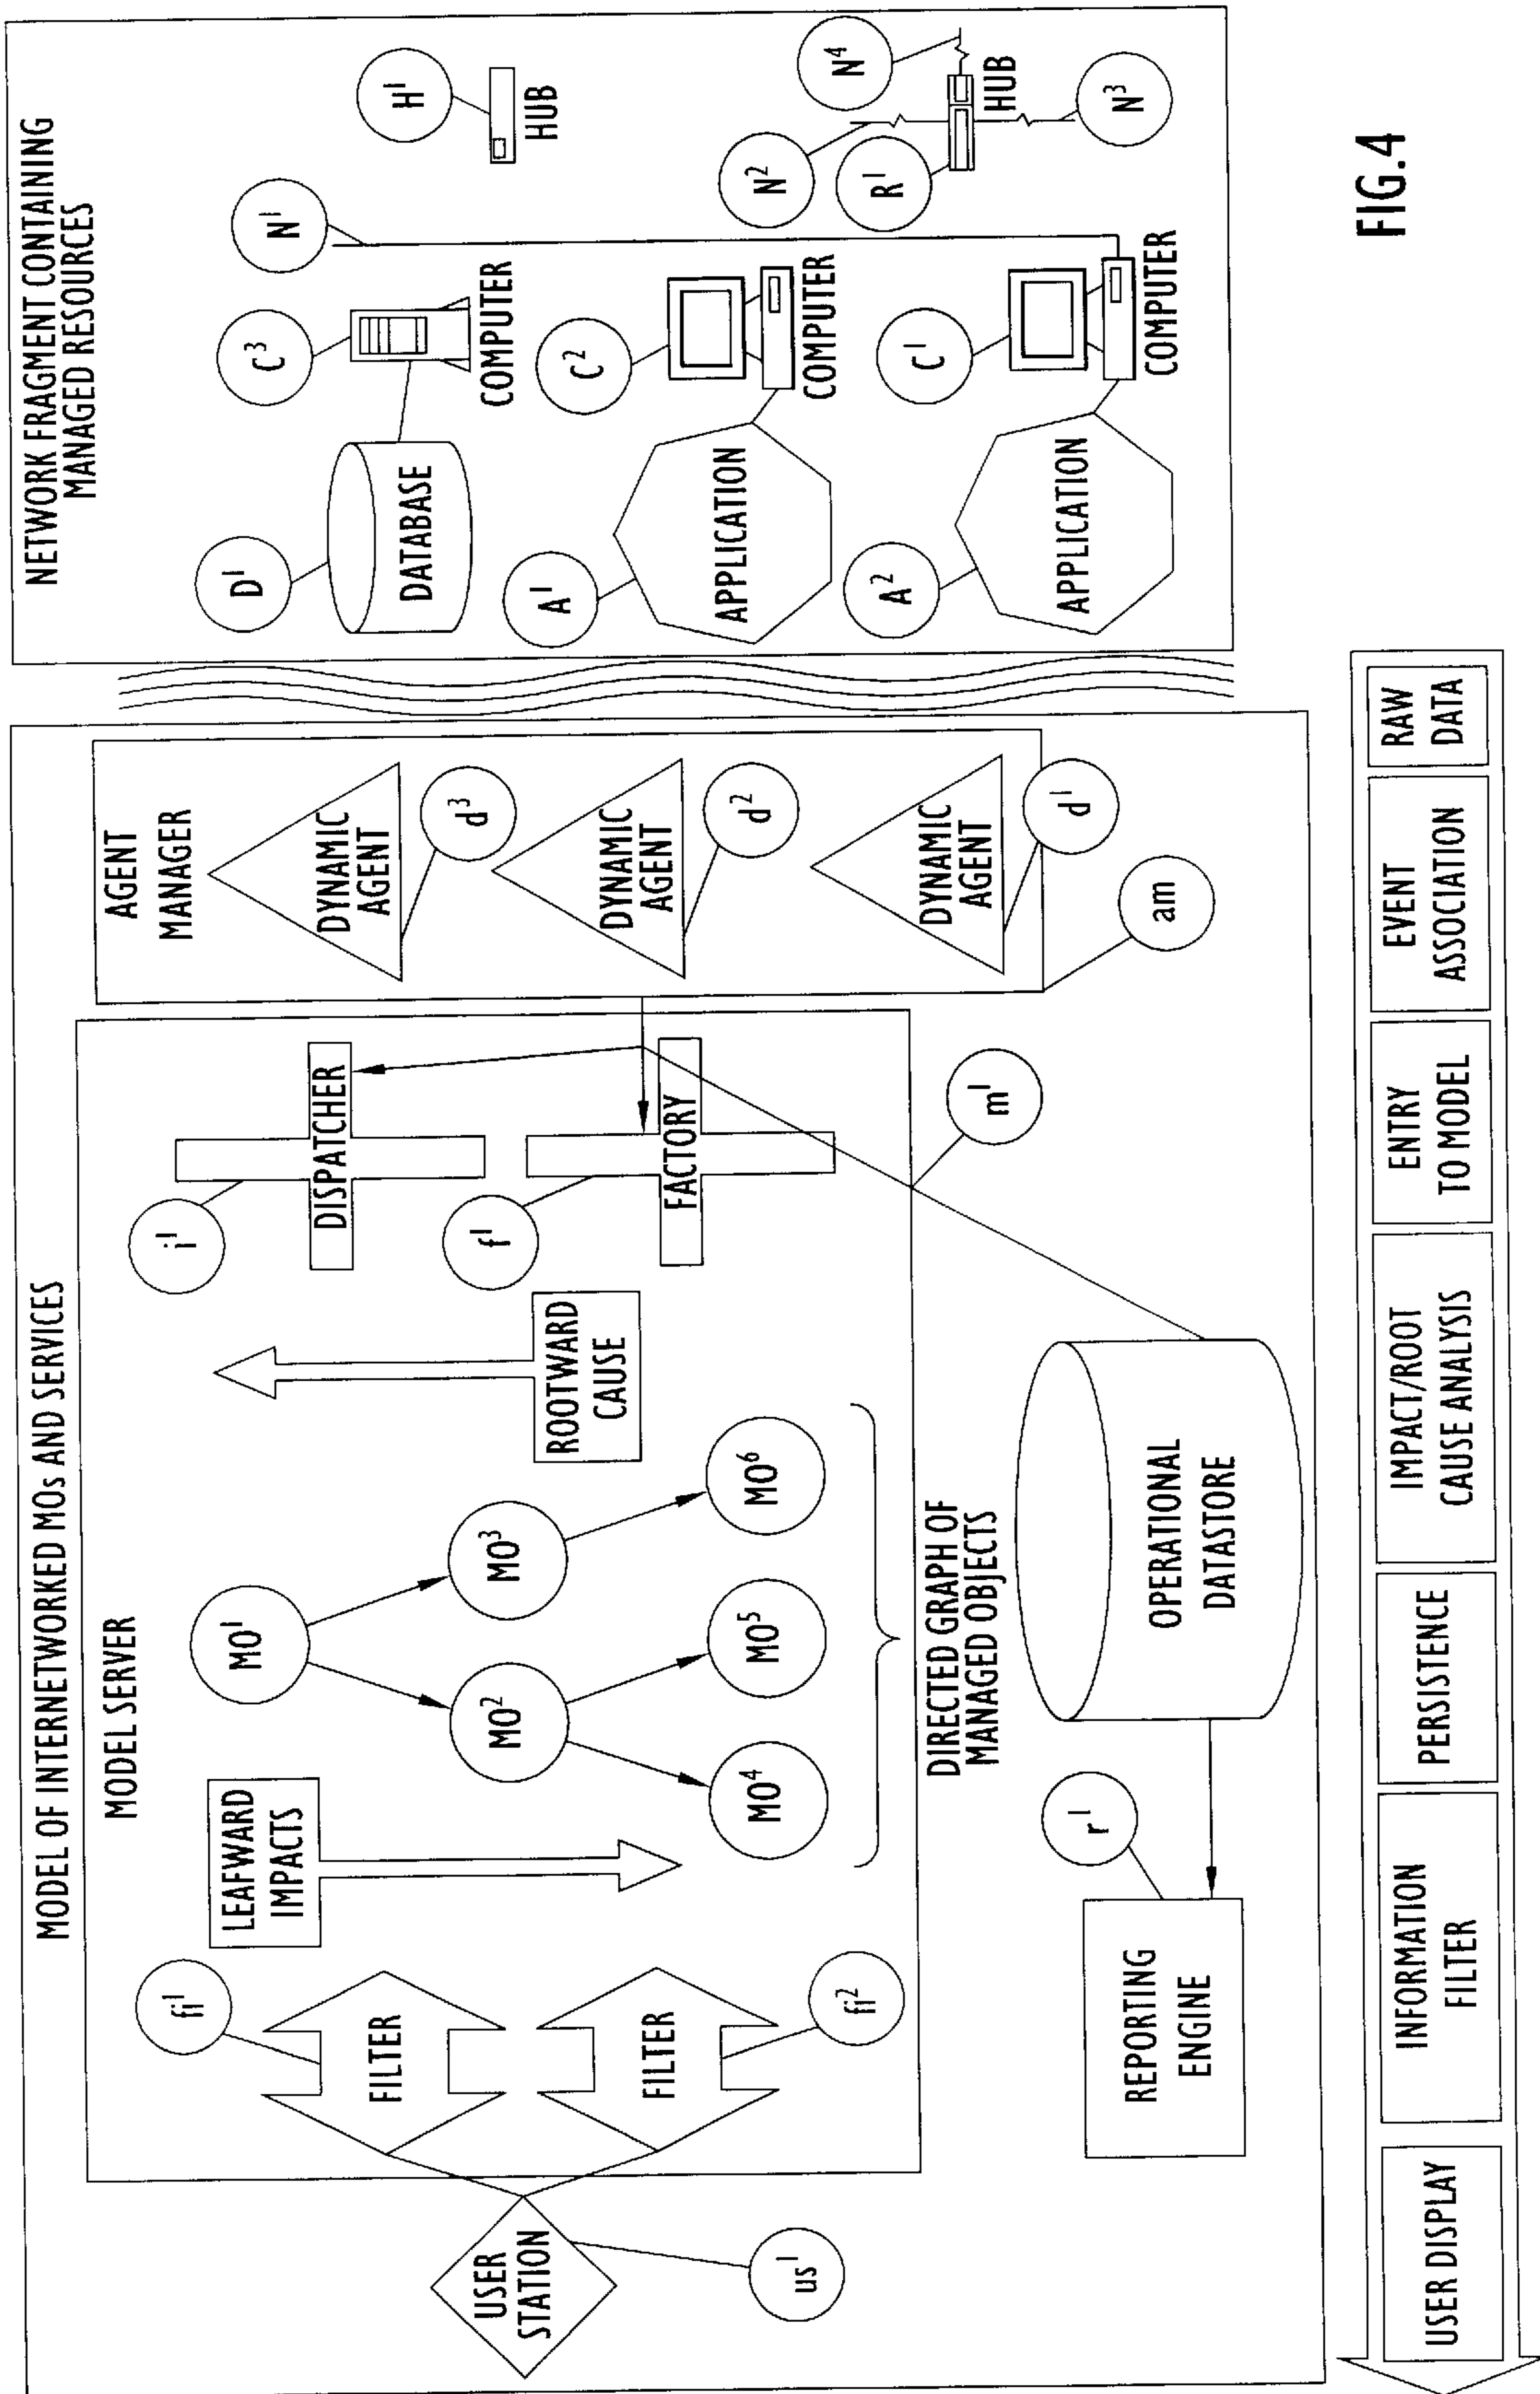 MODEL OF INTERNETWORKED MOs AND SERVICES
MODEL SERVER
USER
STATION
us¹
fi¹
FILTER
FILTER
fi²
LEAFWARD
IMPACTS
MO¹
MO²
MO³
MO⁴
MO⁵
MO⁶
DIRECTED GRAPH OF
MANAGED OBJECTS
ROOTWARD
CAUSE
i¹
DISPATCHER
f¹
FACTORY
m¹
REPORTING
ENGINE
r¹
OPERATIONAL
DATASTORE
AGENT
MANAGER
DYNAMIC
AGENT
d³
DYNAMIC
AGENT
d²
DYNAMIC
AGENT
d¹
am
NETWORK FRAGMENT CONTAINING
MANAGED RESOURCES
D¹
DATABASE
C³
COMPUTER
N¹
H¹
HUB
A¹
APPLICATION
C²
COMPUTER
N²
R¹
N⁴
HUB
N³
A²
APPLICATION
C¹
COMPUTER
USER DISPLAY
INFORMATION
FILTER
PERSISTENCE
IMPACT/ROOT
CAUSE ANALYSIS
ENTRY
TO MODEL
EVENT
ASSOCIATION
RAW
DATA
FIG.4